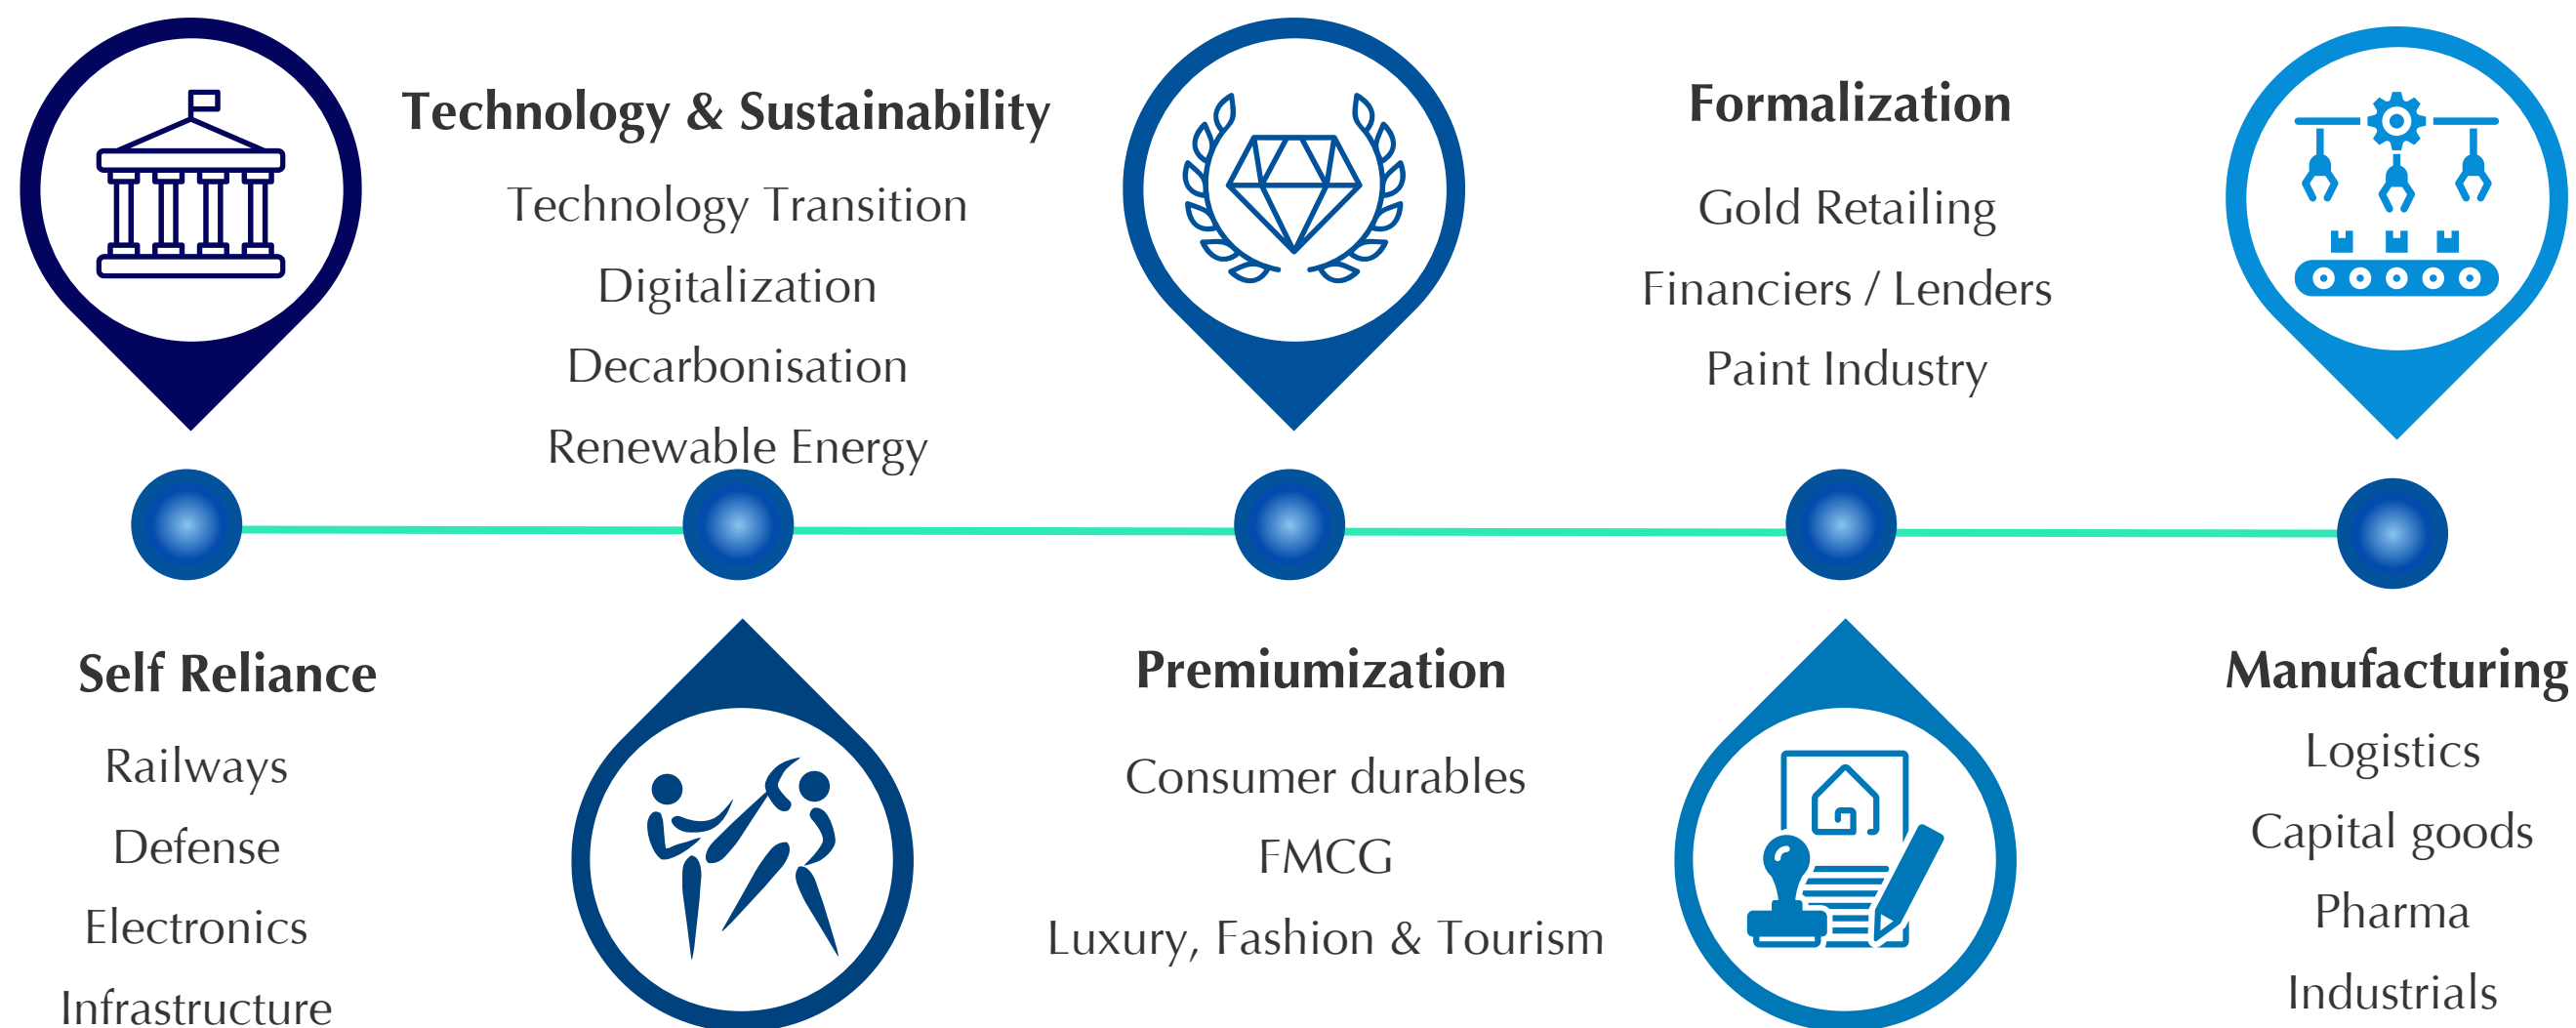 Self Reliance
Railways
Defense
Electronics
Infrastructure
Technology & Sustainability
Technology Transition
Digitalization
Decarbonisation
Renewable Energy
Premiumization
Consumer durables
FMCG
Luxury, Fashion & Tourism
Formalization
Gold Retailing
Financiers / Lenders
Paint Industry
Manufacturing
Logistics
Capital goods
Pharma
Industrials